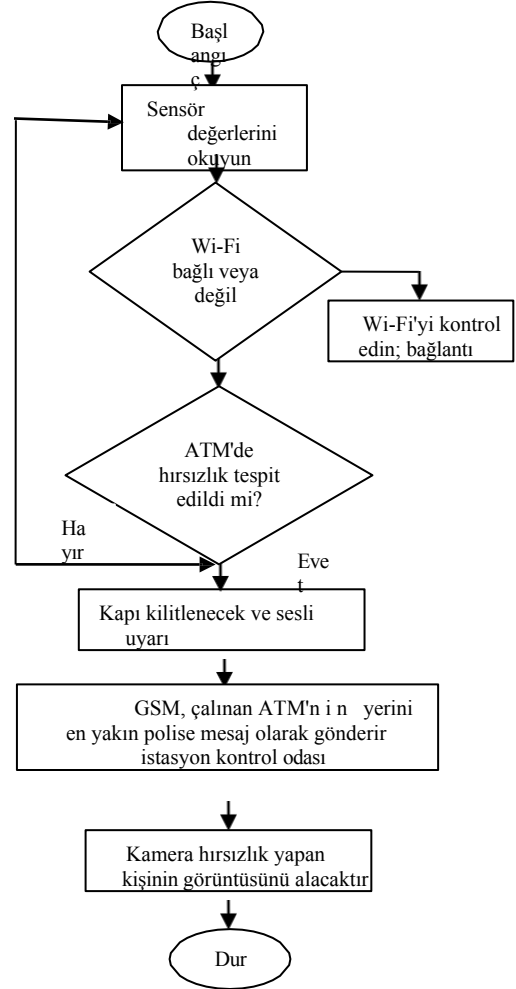 Başl
angı
ç
Sensör
değerlerini
okuyun
Wi-Fi
bağlı veya
değil
Wi-Fi'yi kontrol
edin; bağlantı
ATM'de
hırsızlık tespit
edildi mi?
Ha
yır
Eve
t
Kapı kilitlenecek ve sesli
uyarı
GSM, çalınan ATM'n i n yerini
en yakın polise mesaj olarak gönderir
istasyon kontrol odası
Kamera hırsızlık yapan
kişinin görüntüsünü alacaktır
Dur